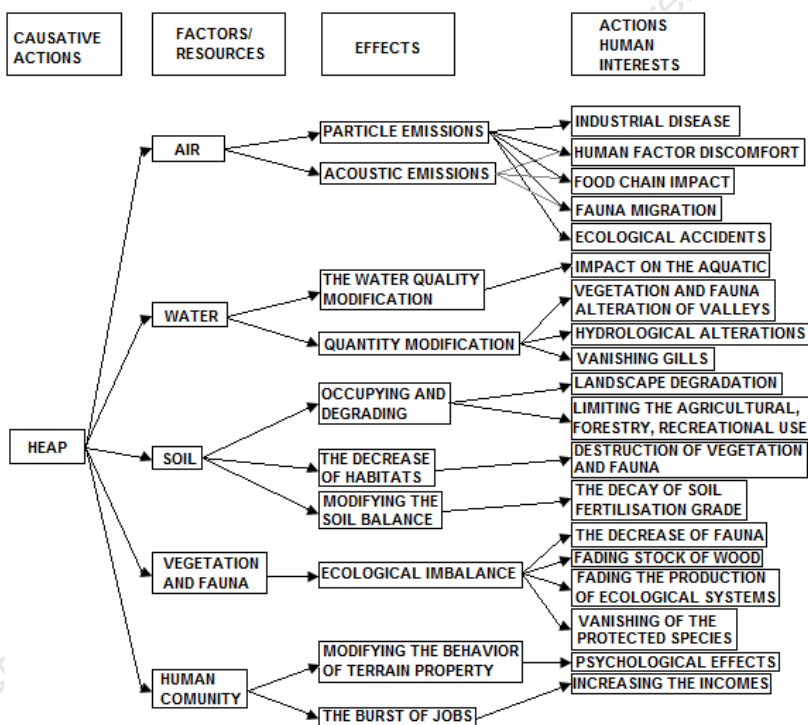 CAUSATIVE
ACTIONS
FACTORS/
RESOURCES
EFFECTS
ACTIONS
HUMAN
INTERESTS
HEAP
AIR
PARTICLE EMISSIONS
ACOUSTIC EMISSIONS
INDUSTRIAL DISEASE
HUMAN FACTOR DISCOMFORT
FOOD CHAIN IMPACT
FAUNA MIGRATION
ECOLOGICAL ACCIDENTS
WATER
THE WATER QUALITY
MODIFICATION
QUANTITY MODIFICATION
IMPACT ON THE AQUATIC
VEGETATION AND FAUNA
ALTERATION OF VALLEYS
HYDROLOGICAL ALTERATIONS
VANISHING GILLS
SOIL
OCCUPYING AND
DEGRADING
THE DECREASE
OF HABITATS
MODIFYING THE
SOIL BALANCE
LANDSCAPE DEGRADATION
LIMITING THE AGRICULTURAL,
FORESTRY, RECREATIONAL USE
DESTRUCTION OF VEGETATION
AND FAUNA
THE DECAY OF SOIL
FERTILISATION GRADE
VEGETATION
AND FAUNA
ECOLOGICAL IMBALANCE
THE DECREASE OF FAUNA
FADING STOCK OF WOOD
FADING THE PRODUCTION
OF ECOLOGICAL SYSTEMS
VANISHING OF THE
PROTECTED SPECIES
HUMAN
COMUNITY
MODIFYING THE BEHAVIOR
OF TERRAIN PROPERTY
THE BURST OF JOBS
PSYCHOLOGICAL EFFECTS
INCREASING THE INCOMES